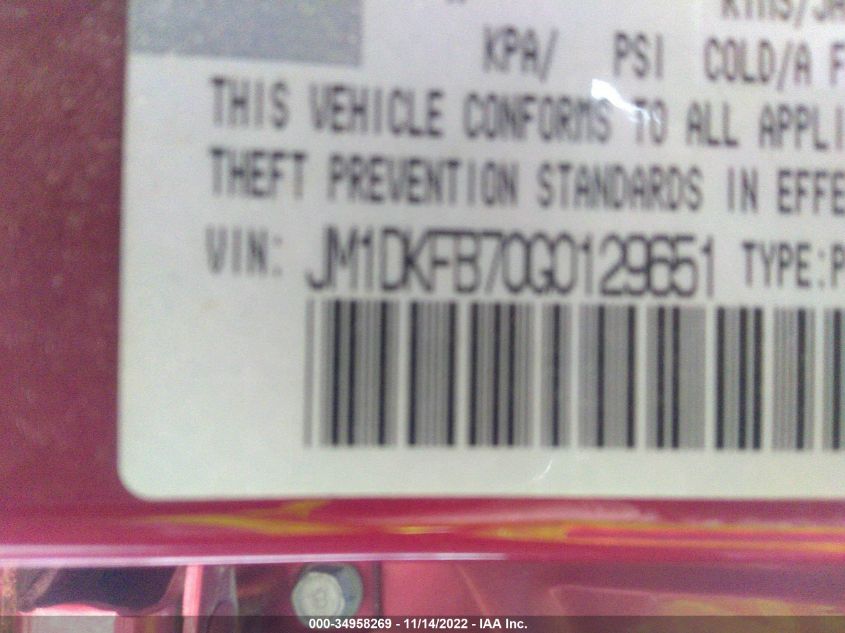 KPA/ PSI COLD/A F
THIS VEHICLE CONFORMS TO ALL APPLI
THEFT PREVENTION STANDARDS IN EFFE
VIN: JM1DKFB70G0129651 TYPE:P
000-34958269 - 11/14/2022 - IAA Inc.